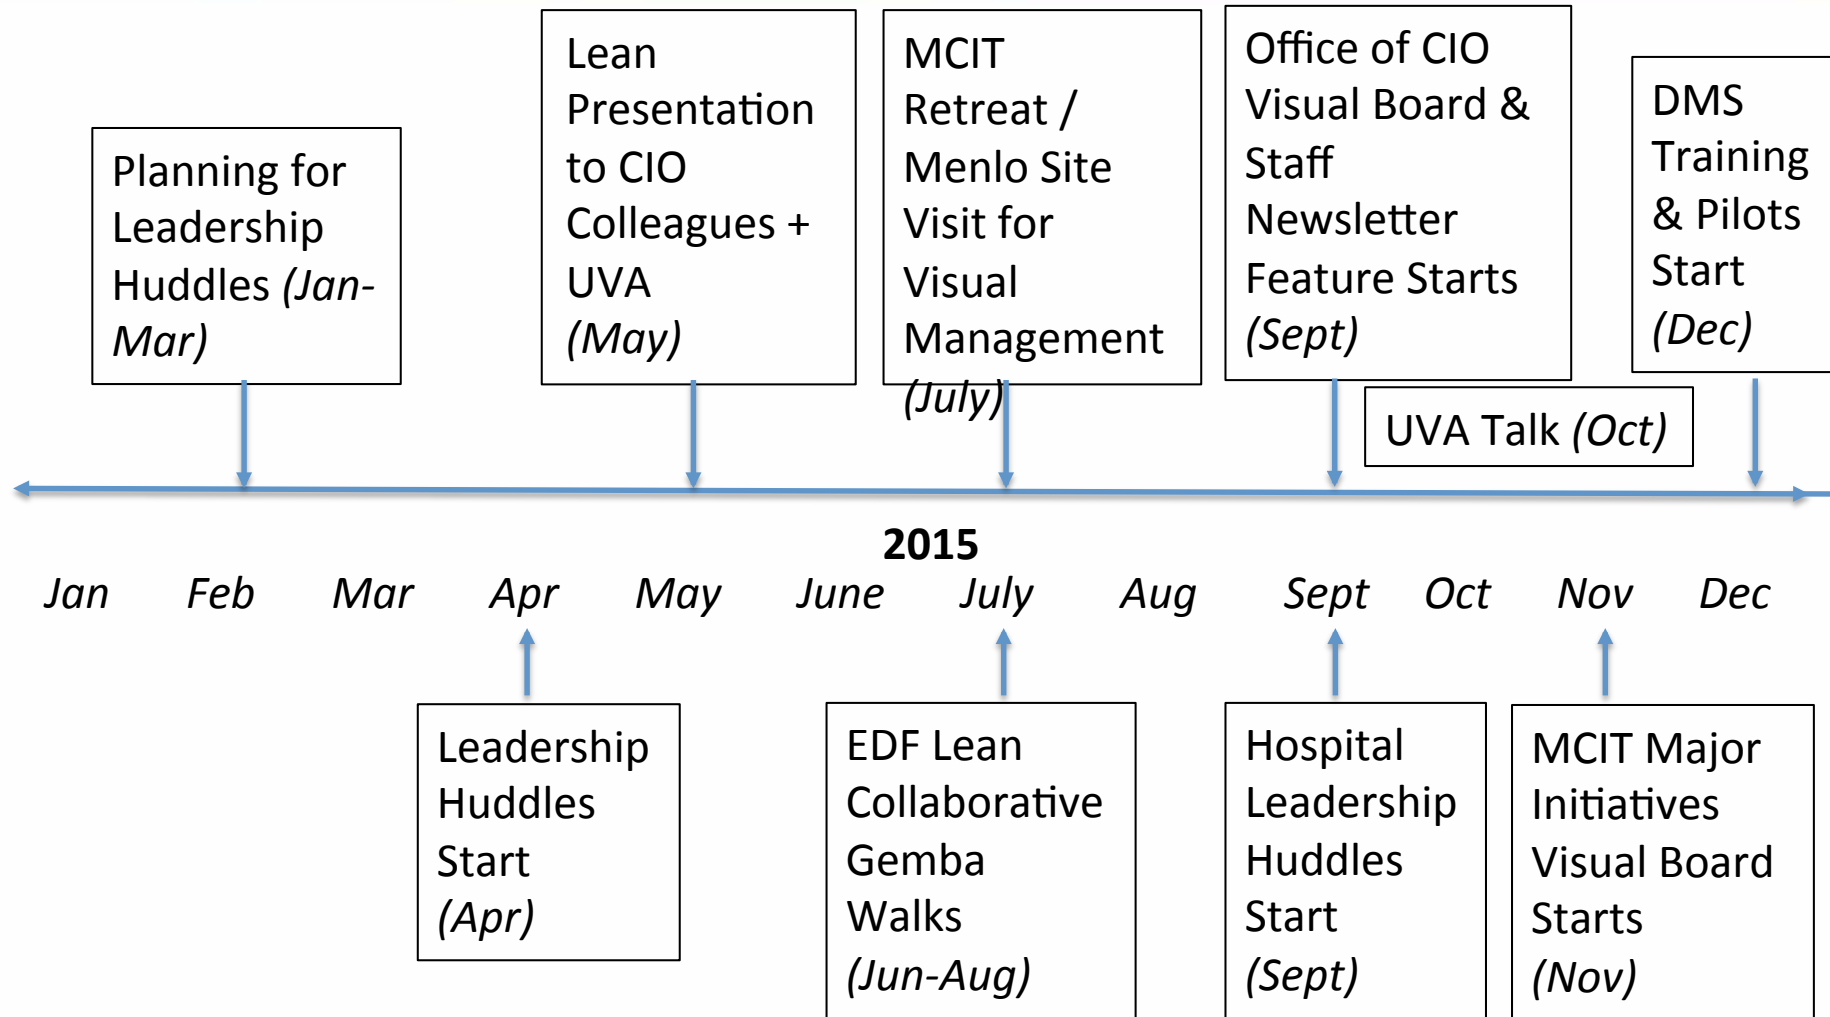 Planning for
Leadership
Huddles (Jan-
Mar)
Lean
Presentation
to CIO
Colleagues +
UVA
(May)
MCIT
Retreat /
Menlo Site
Visit for
Visual
Management
(July)
Office of CIO
Visual Board &
Staff
Newsletter
Feature Starts
(Sept)
UVA Talk (Oct)
DMS
Training
& Pilots
Start
(Dec)
2015
Jan Feb Mar Apr May June July Aug Sept Oct Nov Dec
Leadership
Huddles
Start
(Apr)
EDF Lean
Collaborative
Gemba
Walks
(Jun-Aug)
Hospital
Leadership
Huddles
Start
(Sept)
MCIT Major
Initiatives
Visual Board
Starts
(Nov)